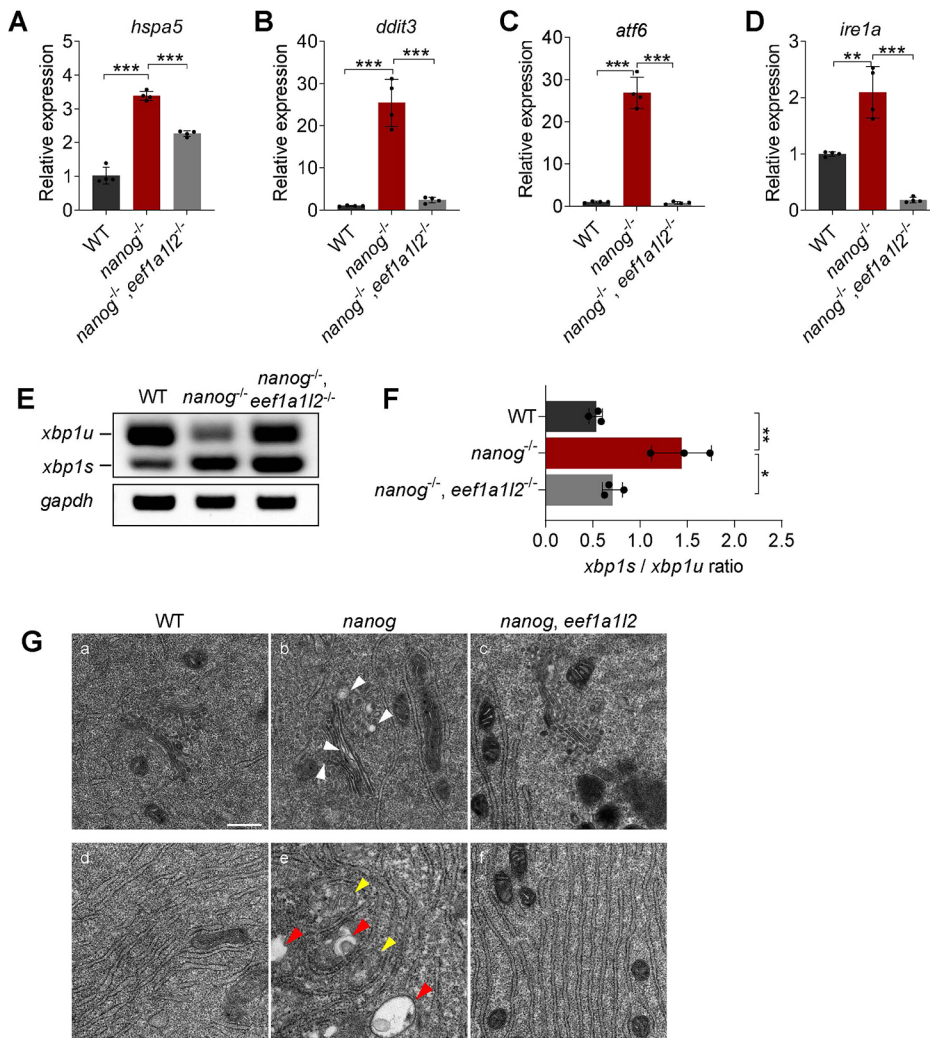 A
hspa5
Relative expression
5
4
3
2
1
0
***
***
WT
nanog-/-
nanog-/-,eef1a1l2-/-
B
ddit3
Relative expression
40
30
20
10
0
***
***
WT
nanog-/-
nanog-/-, eef1a1l2-/-
C
atf6
Relative expression
40
30
20
10
0
***
***
WT
nanog-/-
nanog-/-, eef1a1l2-/-
D
ire1a
Relative expression
3
2
1
0
**
***
WT
nanog-/-
nanog-/-,eef1a1l2-/-
E
WT
nanog-/-
nanog-/-,
eef1a1l2-/-
xbp1u
xbp1s
gapdh
F
WT
nanog-/-
nanog-/-, eef1a1l2-/-
**
*
0.0 0.5 1.0 1.5 2.0 2.5
xbp1s / xbp1u ratio
G
WT
nanog
nanog, eef1a1l2
a
b
c
d
e
f